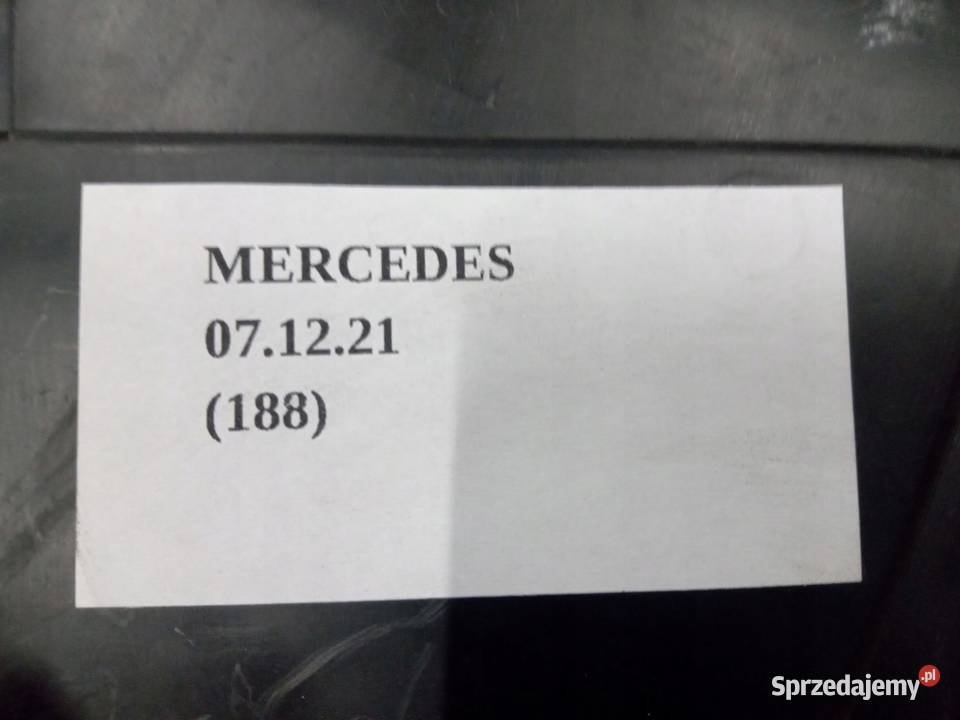 MERCEDES
07.12.21
(188)
Sprzedajemy.pl